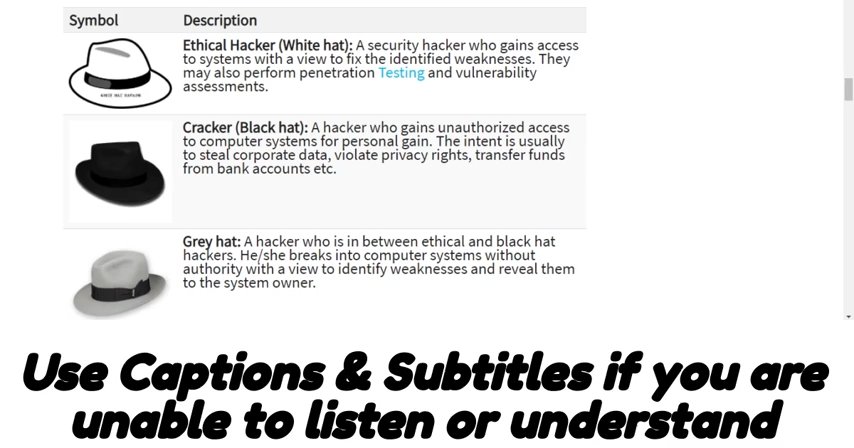 Symbol Description
Ethical Hacker (White hat): A security hacker who gains access
to systems with a view to fix the identified weaknesses. They
may also perform penetration Testing and vulnerability
assessments.
Cracker (Black hat): A hacker who gains unauthorized access
to computer systems for personal gain. The intent is usually
to steal corporate data, violate privacy rights, transfer funds
from bank accounts etc.
Grey hat: A hacker who is in between ethical and black hat
hackers. He/she breaks into computer systems without
authority with a view to identify weaknesses and reveal them
to the system owner.
Use Captions & Subtitles if you are
unable to listen or understand